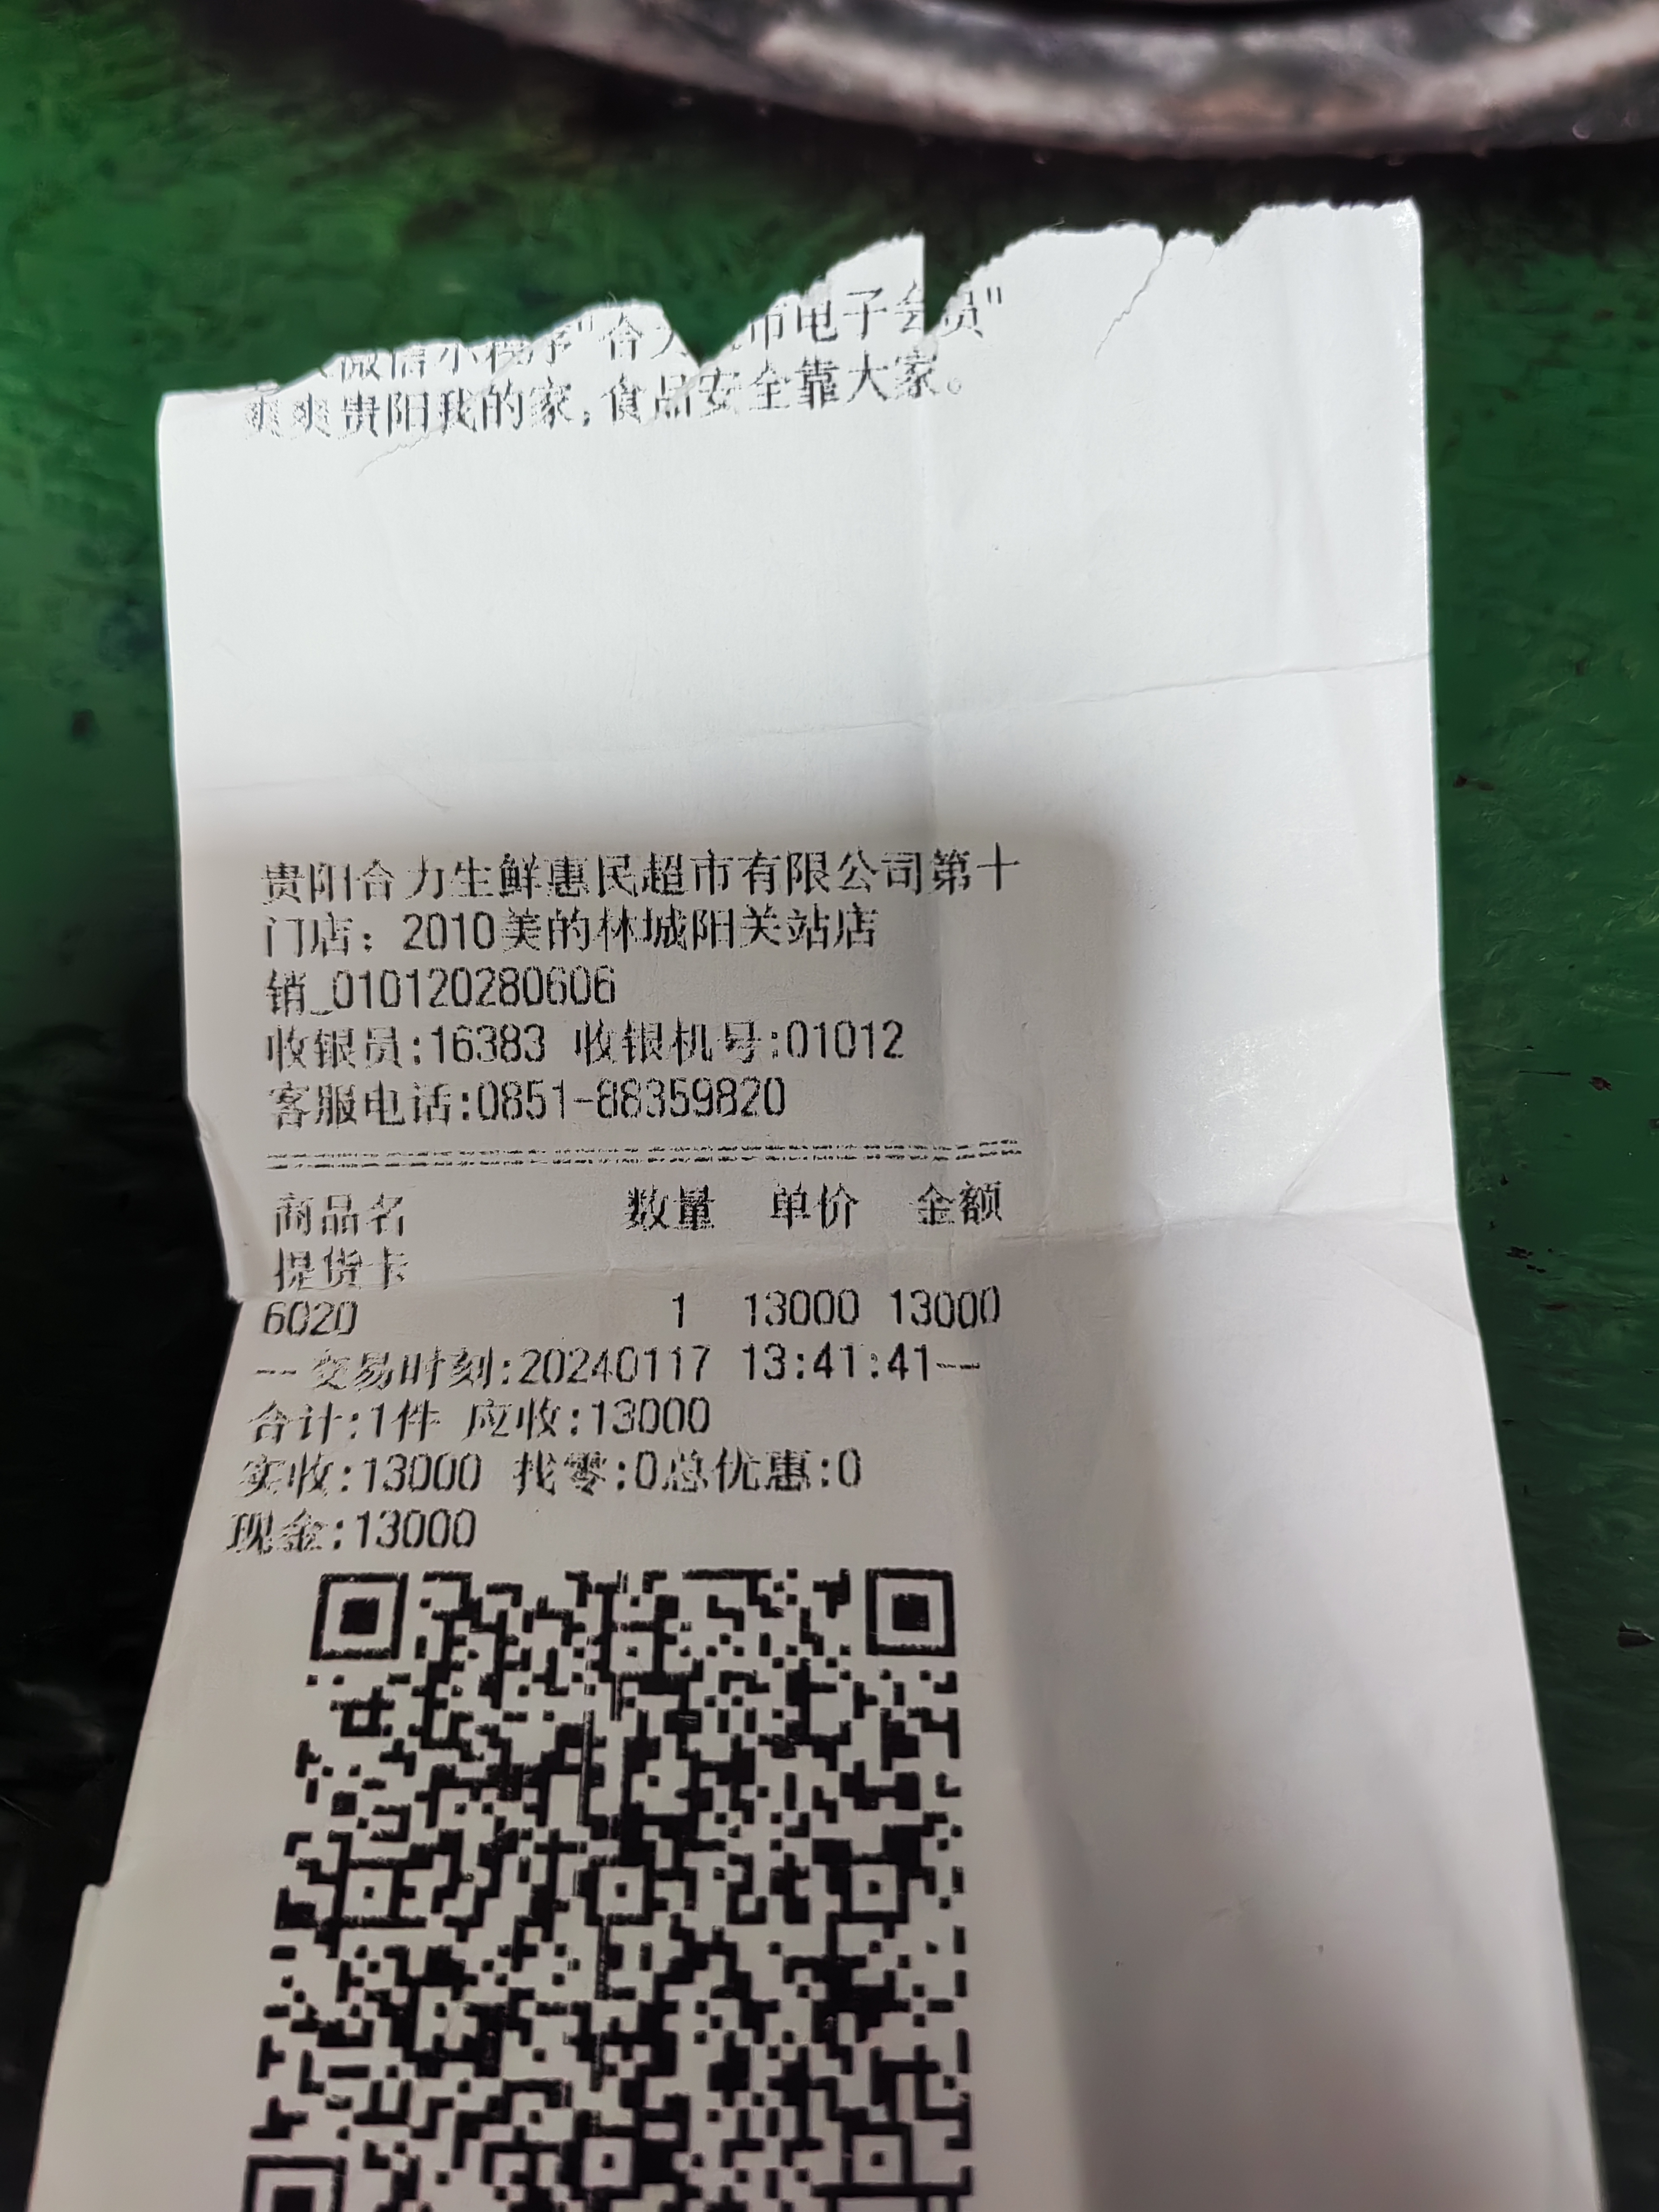 微信小程序"合力超市电子会员"
爽爽贵阳我的家,食品安全靠大家。
贵阳合力生鲜惠民超市有限公司第十
门店：2010美的林城阳关站店
销_010120280606
收银员:16383 收银机号:01012
客服电话:0851-88359820
商品名 数量 单价 金额
提货卡
6020 1 13000 13000
--交易时刻:20240117 13:41:41--
合计:1件 应收:13000
实收:13000 找零:0总优惠:0
现金:13000